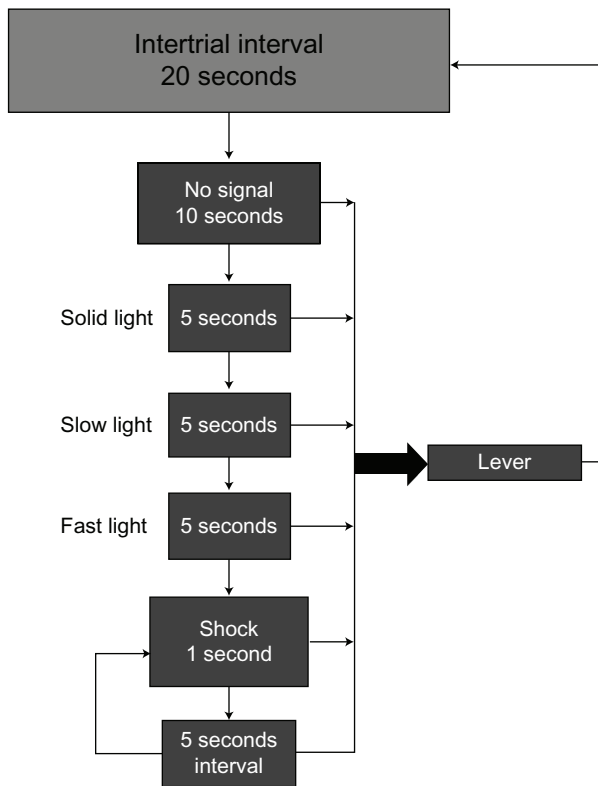 Intertrial interval
20 seconds
No signal
10 seconds
Solid light
5 seconds
Slow light
5 seconds
Lever
Fast light
5 seconds
Shock
1 second
5 seconds
interval